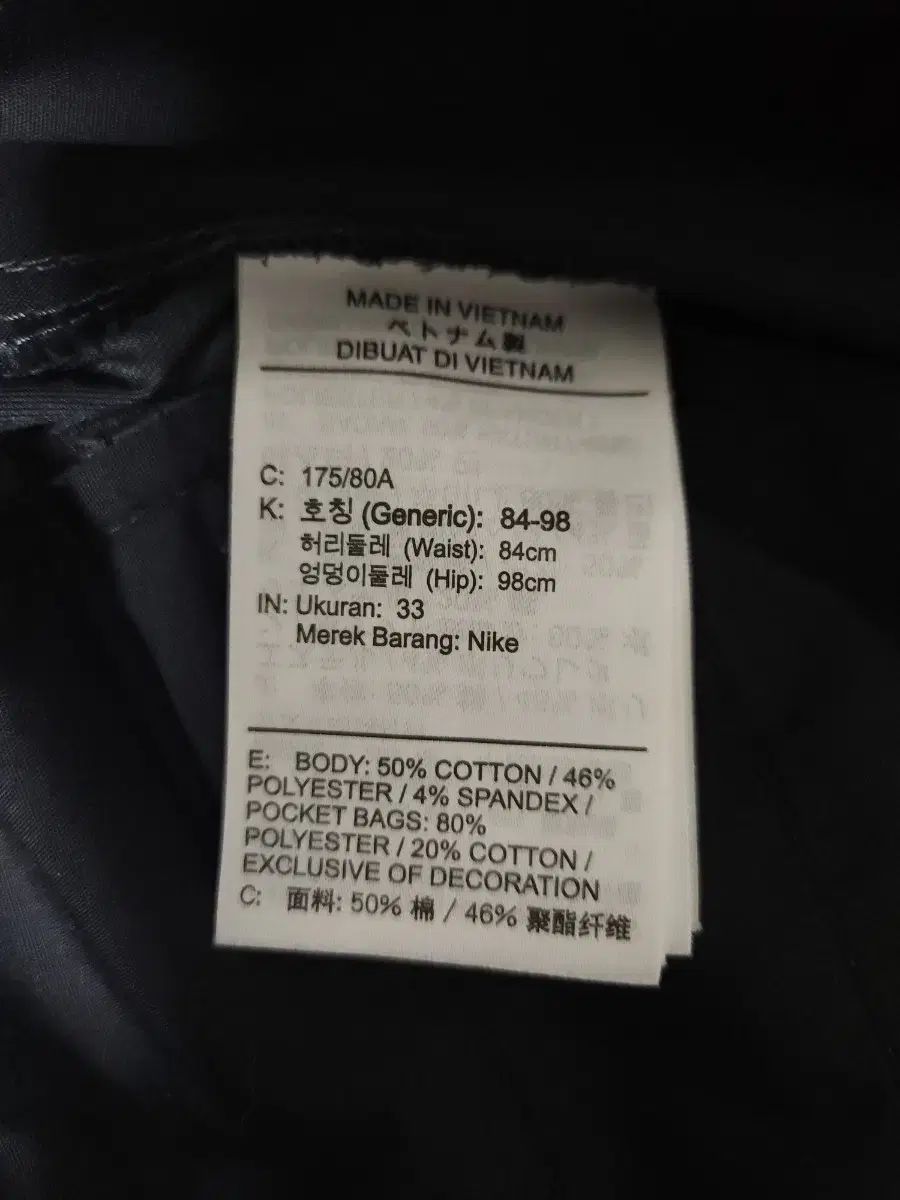 MADE IN VIETNAM
ベトナム製
DIBUAT DI VIETNAM
C: 175/80A
K: 호칭 (Generic): 84-98
허리둘레 (Waist): 84cm
엉덩이둘레 (Hip): 98cm
IN: Ukuran: 33
Merek Barang: Nike
E: BODY: 50% COTTON / 46%
POLYESTER / 4% SPANDEX /
POCKET BAGS: 80%
POLYESTER / 20% COTTON /
EXCLUSIVE OF DECORATION
C: 面料: 50% 棉 / 46% 聚酯纤维